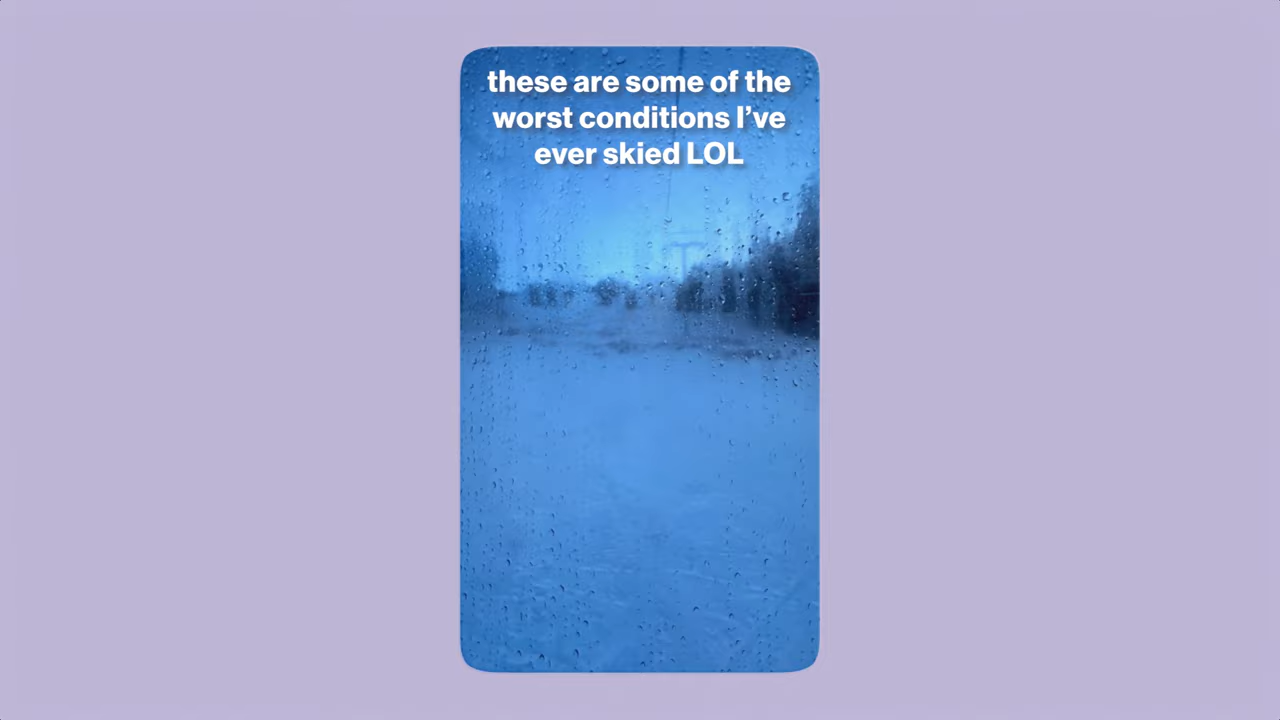 these are some of the
worst conditions I’ve
ever skied LOL